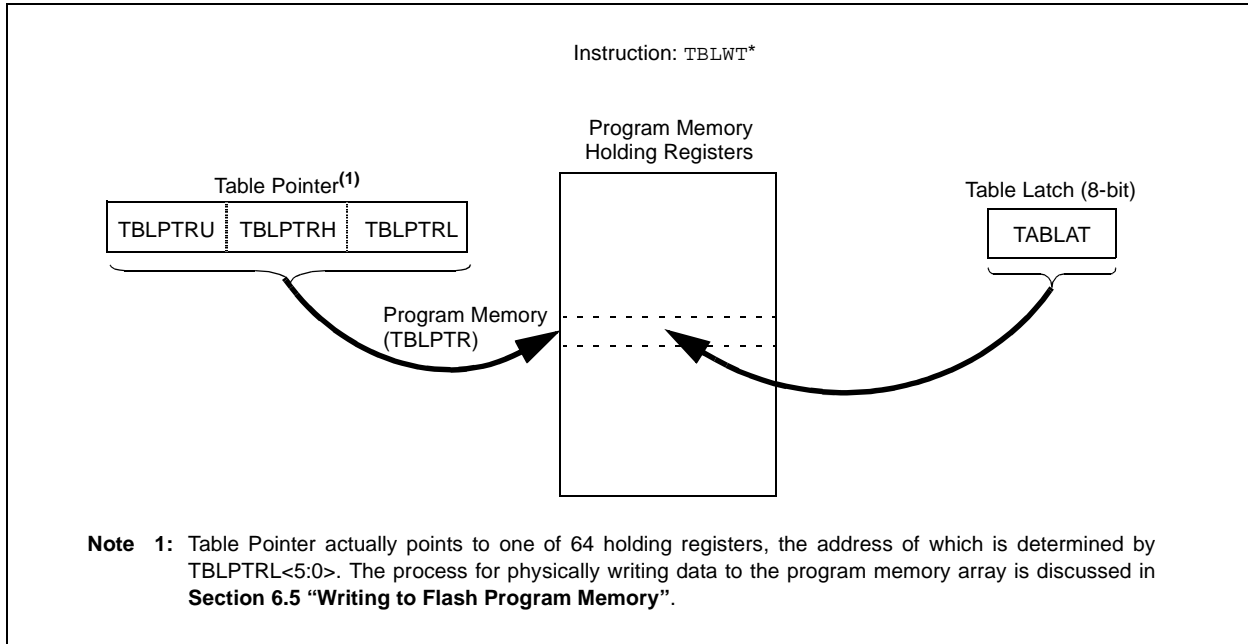 Instruction: TBLWT*
Program Memory
Holding Registers
Table Pointer(1)
Table Latch (8-bit)
TBLPTRU TBLPTRH TBLPTRL
TABLAT
Program Memory
(TBLPTR)
Note 1: Table Pointer actually points to one of 64 holding registers, the address of which is determined by
TBLPTRL<5:0>. The process for physically writing data to the program memory array is discussed in
Section 6.5 “Writing to Flash Program Memory”.